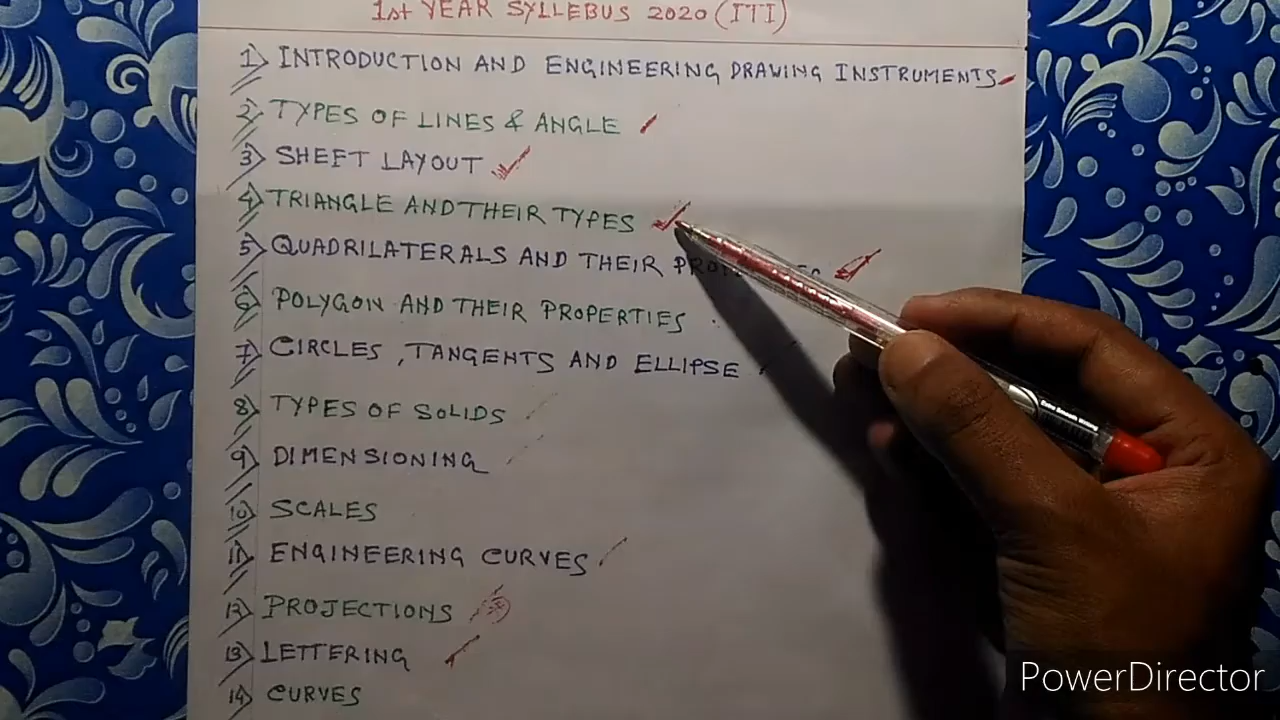 1st YEAR SYLLEBUS 2020 (ITI)
1) INTRODUCTION AND ENGINEERING DRAWING INSTRUMENTS
2) TYPES OF LINES & ANGLE
3) SHEET LAYOUT
4) TRIANGLE AND THEIR TYPES
5) QUADRILATERALS AND THEIR
6) POLYGON AND THEIR PROPERTIES
7) CIRCLES, TANGENTS AND ELLIPSE
8) TYPES OF SOLIDS
9) DIMENSIONING
10) SCALES
11) ENGINEERING CURVES
12) PROJECTIONS
13) LETTERING
14) CURVES
PowerDirector